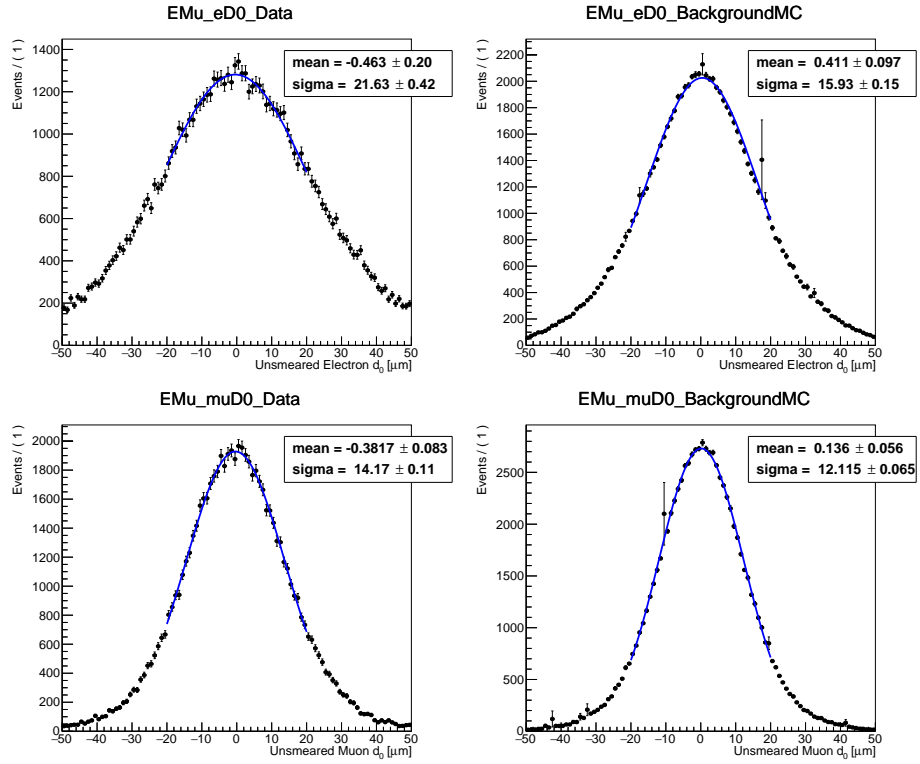 EMu_eD0_Data
Events / ( 1 )
mean = -0.463 ± 0.20
sigma = 21.63 ± 0.42
1400
1200
1000
800
600
400
200
0
−50 −40 −30 −20 −10 0 10 20 30 40 50
Unsmeared Electron d0 [μm]
EMu_eD0_BackgroundMC
Events / ( 1 )
mean = 0.411 ± 0.097
sigma = 15.93 ± 0.15
2200
2000
1800
1600
1400
1200
1000
800
600
400
200
0
−50 −40 −30 −20 −10 0 10 20 30 40 50
Unsmeared Electron d0 [μm]
EMu_muD0_Data
Events / ( 1 )
mean = -0.3817 ± 0.083
sigma = 14.17 ± 0.11
2000
1800
1600
1400
1200
1000
800
600
400
200
0
−50 −40 −30 −20 −10 0 10 20 30 40 50
Unsmeared Muon d0 [μm]
EMu_muD0_BackgroundMC
Events / ( 1 )
mean = 0.136 ± 0.056
sigma = 12.115 ± 0.065
2500
2000
1500
1000
500
0
−50 −40 −30 −20 −10 0 10 20 30 40 50
Unsmeared Muon d0 [μm]